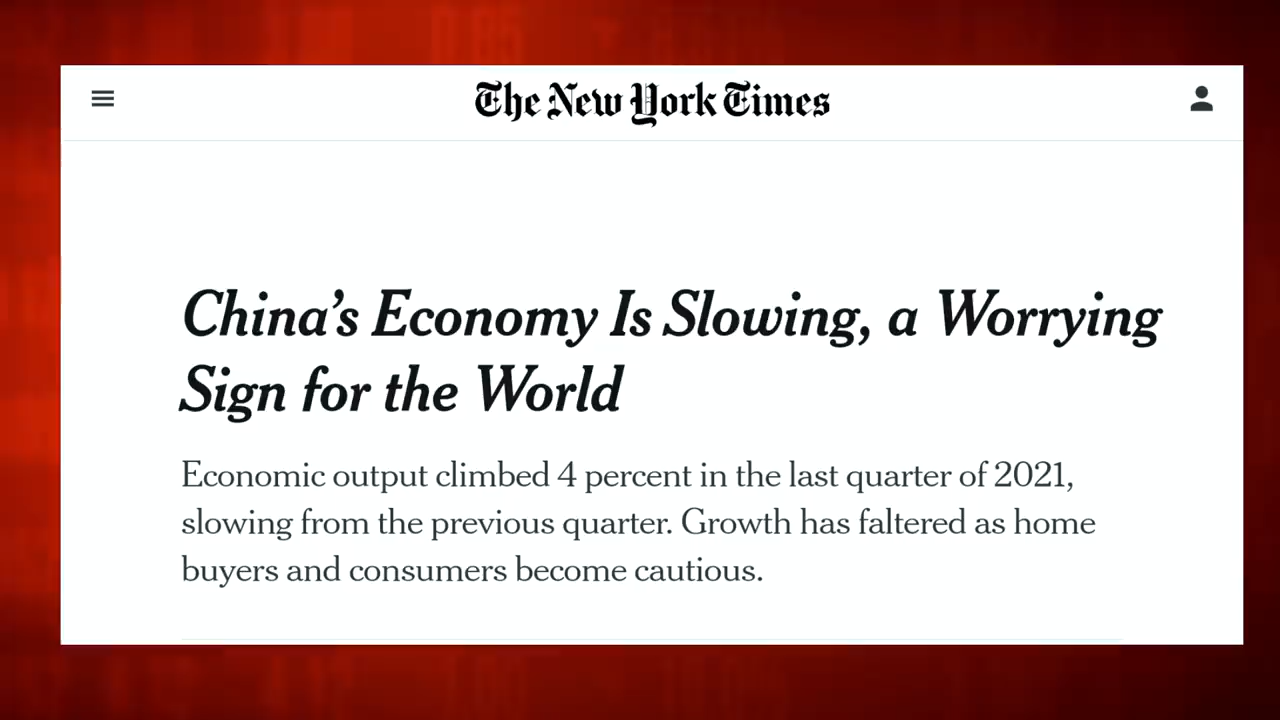 The New York Times
China's Economy Is Slowing, a Worrying
Sign for the World
Economic output climbed 4 percent in the last quarter of 2021,
slowing from the previous quarter. Growth has faltered as home
buyers and consumers become cautious.